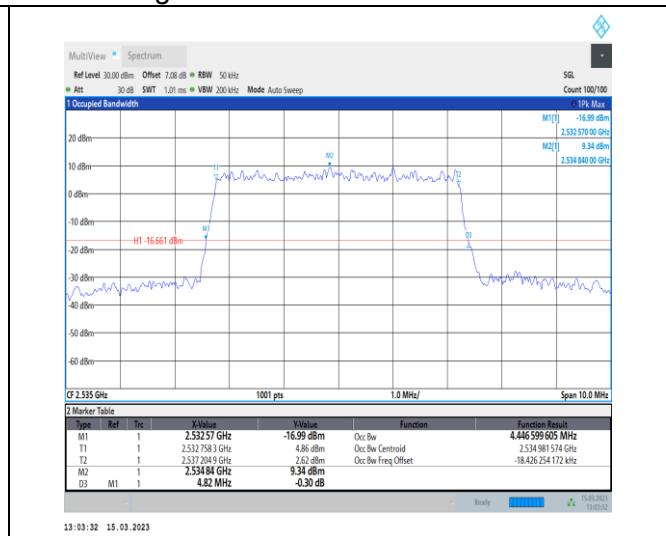 MultiView Spectrum
Ref Level 30.00 dBm Offset 7.08 dB RBW 50 kHz SGL
Att 30 dB SWT 1.01 ms VBW 200 kHz Mode Auto Sweep Count 100/100
1 Occupied Bandwidth 1Pk Max
M1[1] -16.99 dBm
2.532 570 00 GHz
M2[1] 9.34 dBm
2.534 840 00 GHz
20 dBm
M2
10 dBm
T1
T2
0 dBm
-10 dBm
M1
D3
H1 -16.661 dBm
-20 dBm
-30 dBm
-40 dBm
-50 dBm
-60 dBm
CF 2.535 GHz 1001 pts 1.0 MHz/ Span 10.0 MHz
2 Marker Table
Type Ref Trc X-Value Y-Value Function Function Result
M1 1 2.532 57 GHz -16.99 dBm Occ Bw 4.446 599 605 MHz
T1 1 2.532 758 3 GHz 4.86 dBm Occ Bw Centroid 2.534 981 574 GHz
T2 1 2.537 204 9 GHz 2.62 dBm Occ Bw Freq Offset -18.426 254 172 kHz
M2 1 2.534 84 GHz 9.34 dBm
D3 M1 1 4.82 MHz -0.30 dB
Ready
13:03:32
13:03:32 15.03.2023